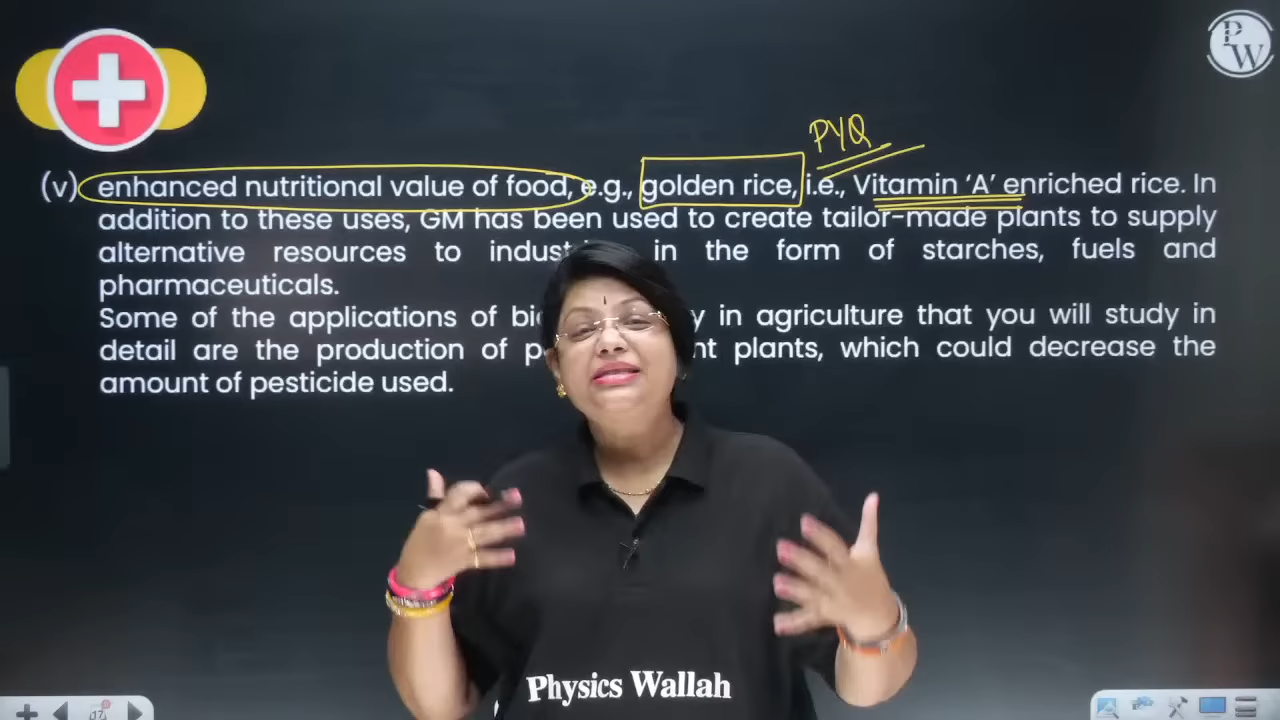 PW
PYQ
(v) enhanced nutritional value of food, e.g., golden rice, i.e., Vitamin ‘A’ enriched rice. In
addition to these uses, GM has been used to create tailor-made plants to supply
alternative resources to in the form of starches, fuels and
pharmaceuticals.
Some of the applications of in agriculture that you will study in
detail are the production of plants, which could decrease the
amount of pesticide used.
Physics Wallah